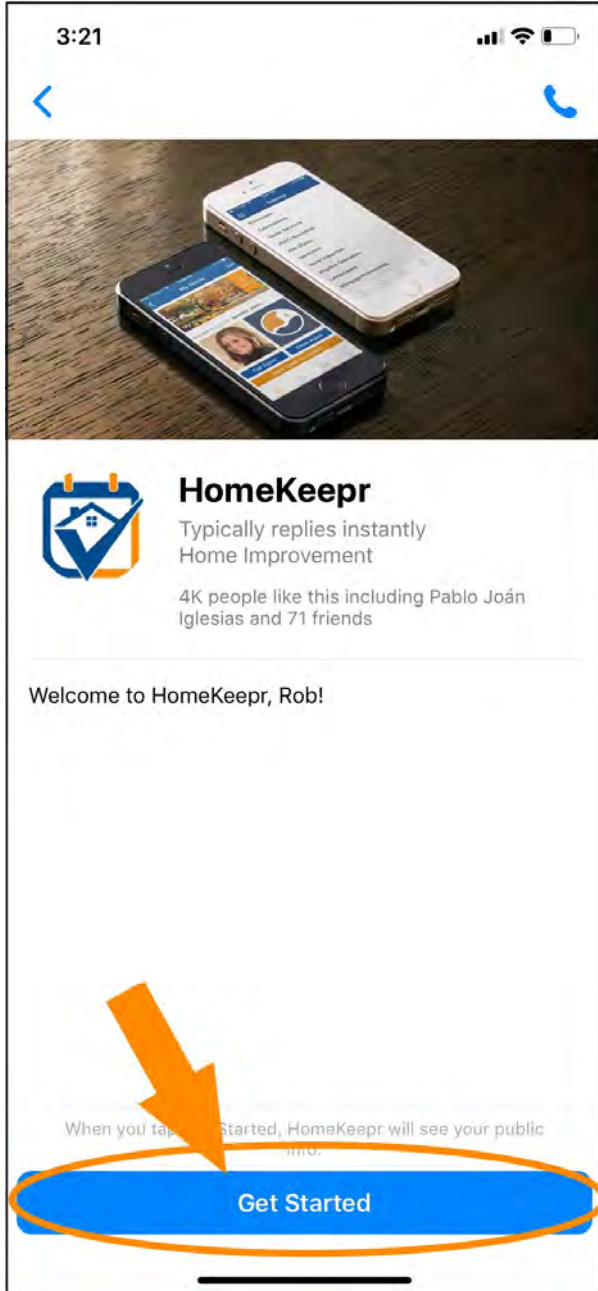 3:21
HomeKeepr
Typically replies instantly
Home Improvement
4K people like this including Pablo Joán
Iglesias and 71 friends
Welcome to HomeKeepr, Rob!
When you tap Started, HomeKeepr will see your public
info.
Get Started